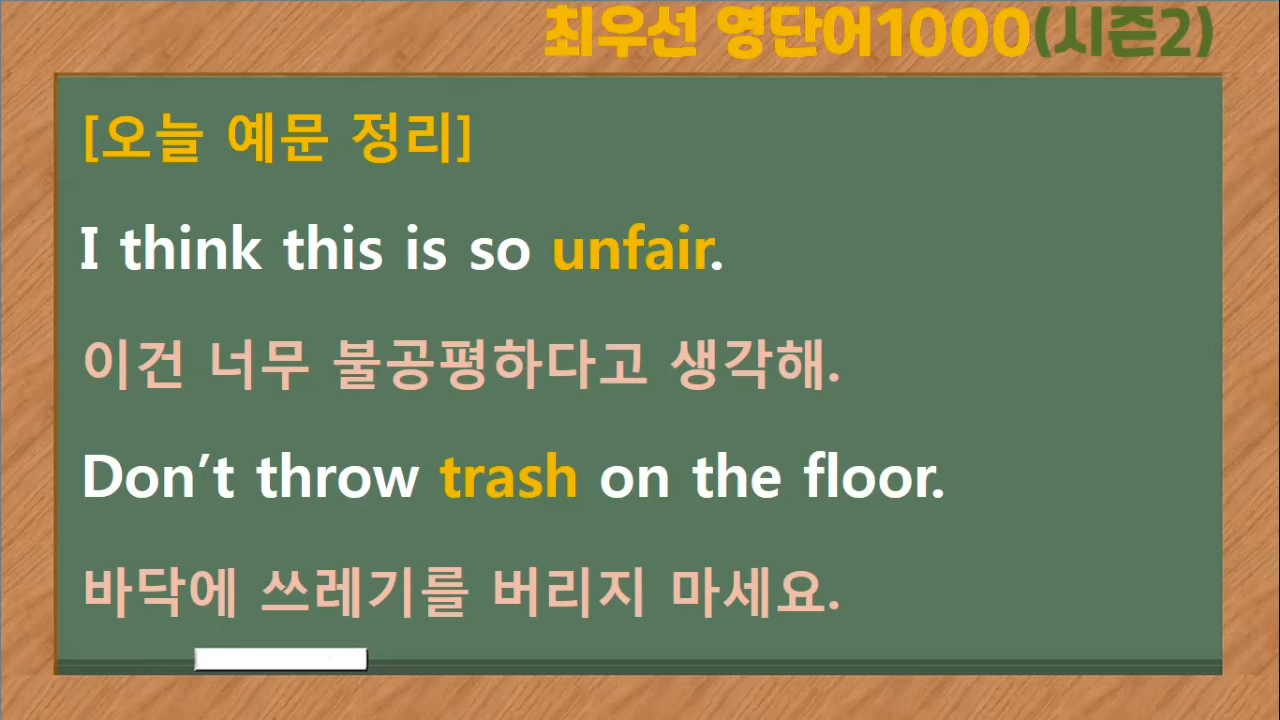 최우선 영단어1000(시즌2)
[오늘 예문 정리]
I think this is so unfair.
이건 너무 불공평하다고 생각해.
Don’t throw trash on the floor.
바닥에 쓰레기를 버리지 마세요.